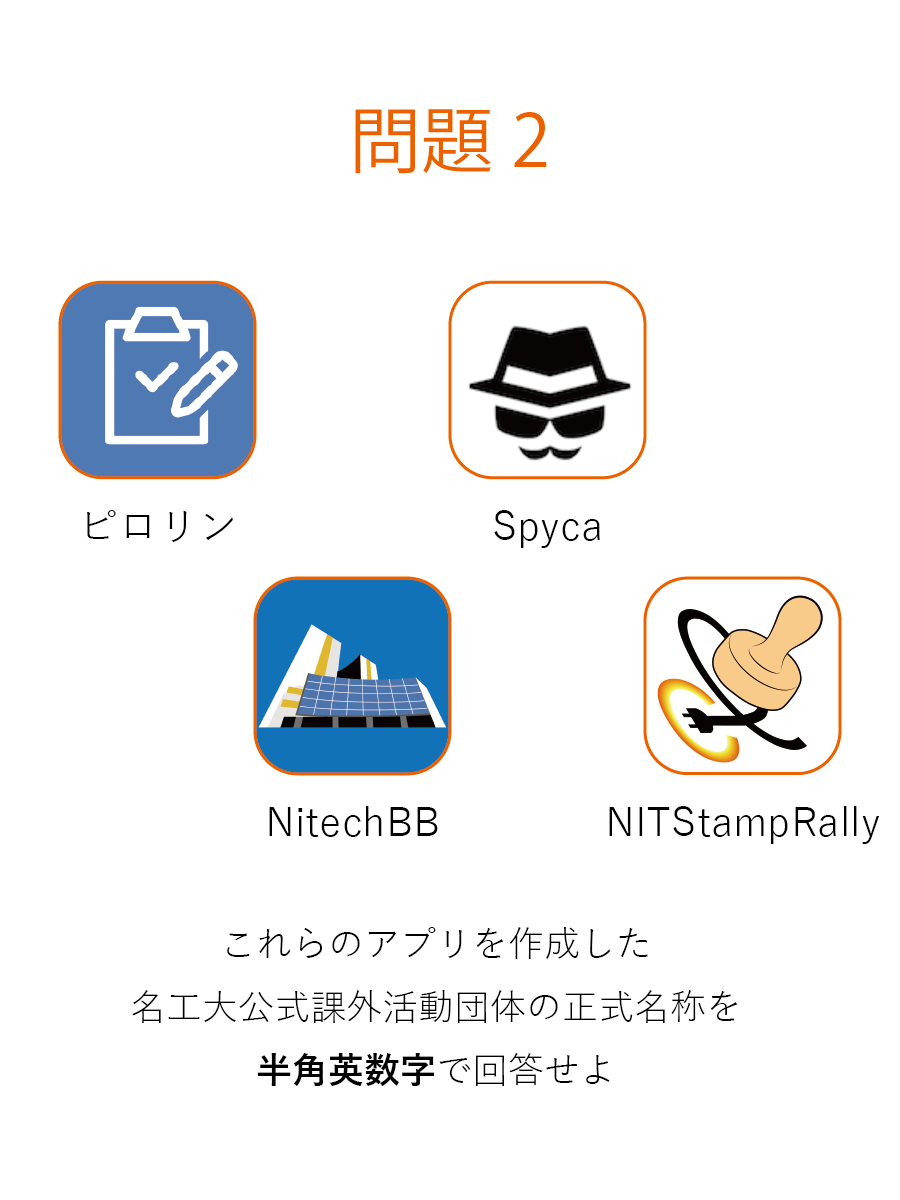 問題 2
ピロリン
Spyca
NitechBB
NITStampRally
これらのアプリを作成した
名工大公式課外活動団体の正式名称を
半角英数字で回答せよ